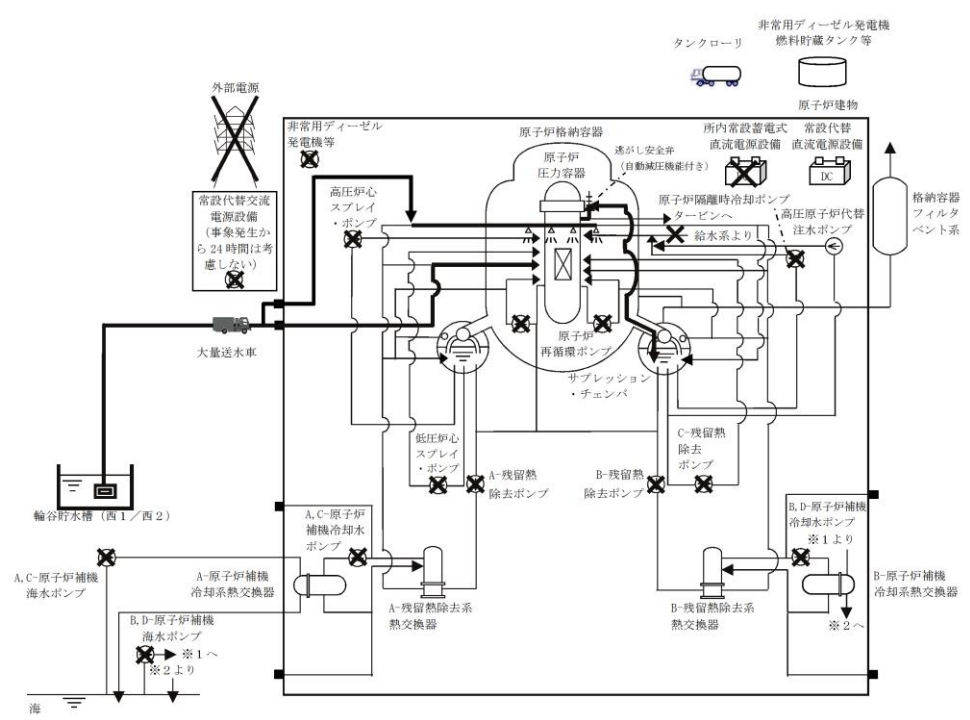 非常用ディーゼル発電機
燃料貯蔵タンク等
タンクローリ
外部電源
原子炉建物
非常用ディーゼル
発電機等
原子炉格納容器
所内常設蓄電式
直流電源設備
常設代替
直流電源設備
逃がし安全弁
(自動減圧機能付き)
原子炉
圧力容器
DC
DC
常設代替交流
電源設備
(事象発生か
ら24時間は考
慮しない)
高圧炉心
スプレイ
・ポンプ
原子炉隔離時冷却ポンプ
タービンへ
高圧原子炉代替
注水ポンプ
給水系より
格納容器
フィルタ
ベント系
大量送水車
原子炉
再循環ポンプ
サプレッション
・チェンバ
低圧炉心
スプレイ
・ポンプ
A-残留熱
除去ポンプ
B-残留熱
除去ポンプ
C-残留熱
除去
ポンプ
輪谷貯水槽(西1/西2)
A,C-原子炉
補機冷却水
ポンプ
B,D-原子炉補機
冷却水ポンプ
※1より
A,C-原子炉補機
海水ポンプ
A-原子炉補機
冷却系熱交換器
A-残留熱除去系
熱交換器
B-残留熱除去系
熱交換器
B-原子炉補機
冷却系熱交換器
※2へ
B,D-原子炉補機
海水ポンプ
※1へ
※2より
海